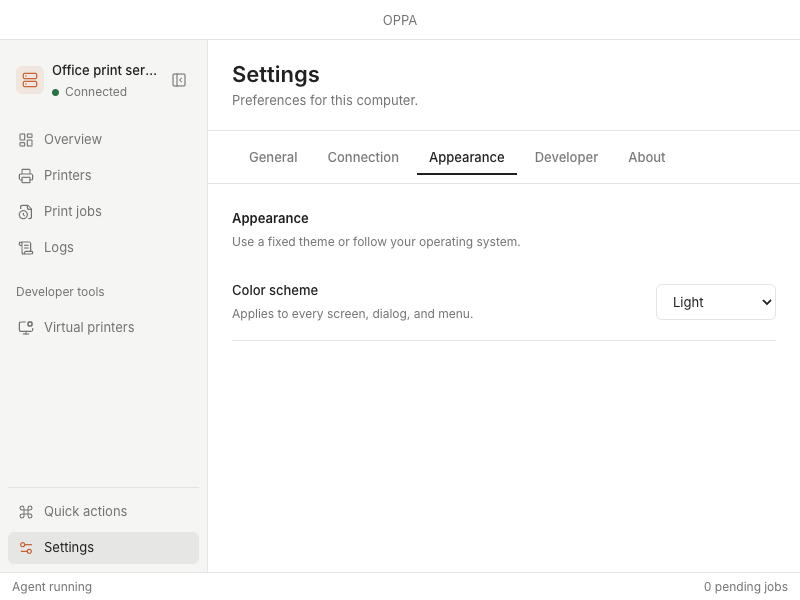 OPPA
Office print ser...
Connected
Overview
Printers
Print jobs
Logs
Developer tools
Virtual printers
Quick actions
Settings
Settings
Preferences for this computer.
General
Connection
Appearance
Developer
About
Appearance
Use a fixed theme or follow your operating system.
Color scheme
Applies to every screen, dialog, and menu.
Light
Agent running
0 pending jobs